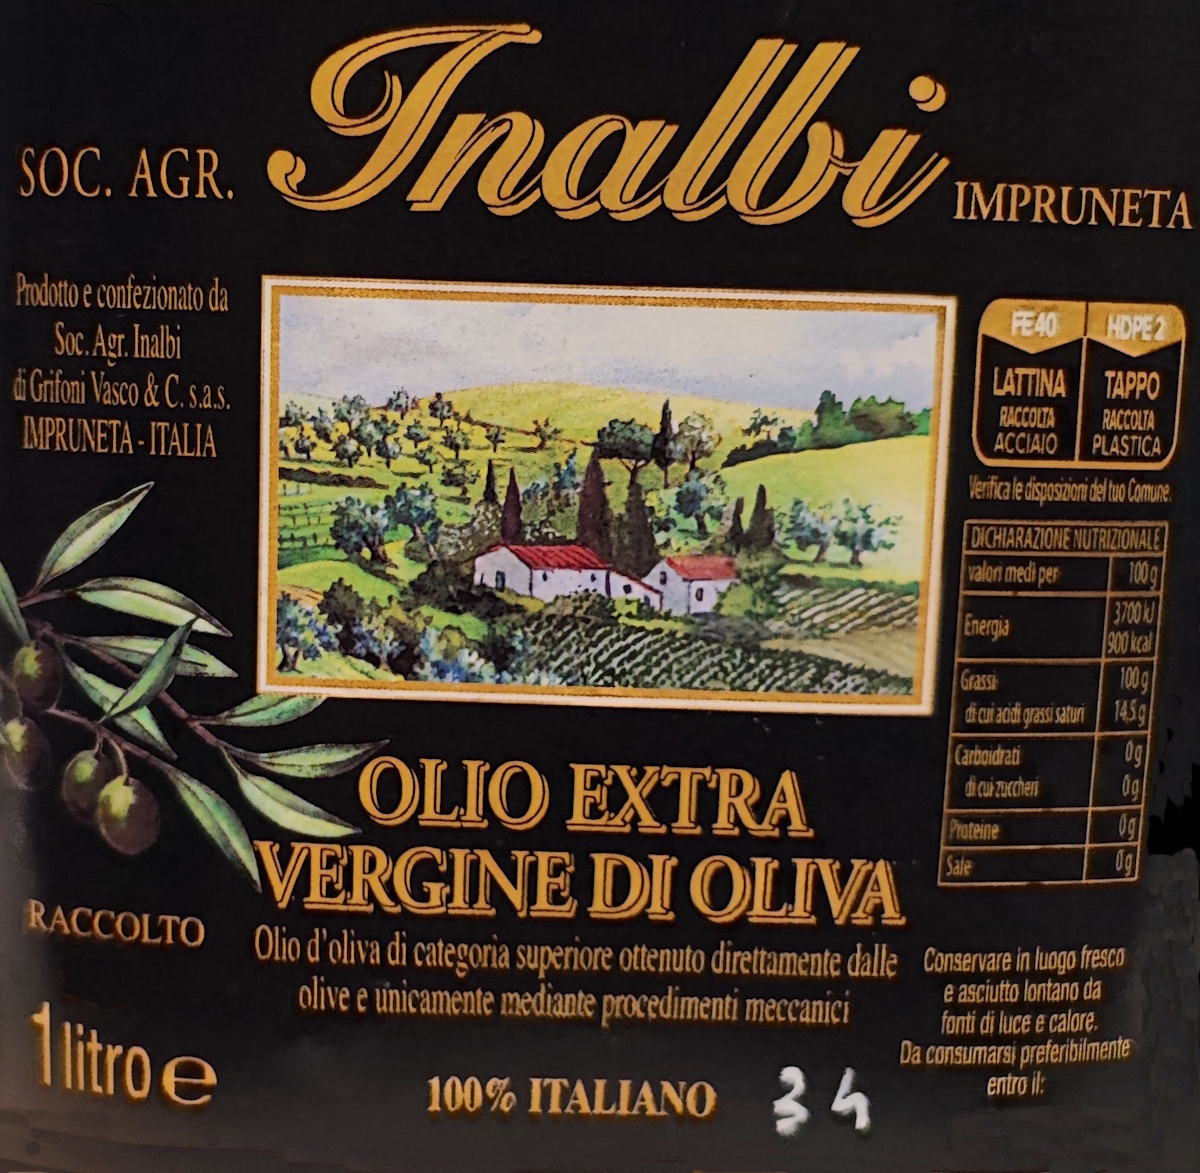 Inalbi
SOC. AGR.
IMPRUNETA
Prodotto e confezionato da
Soc. Agr. Inalbi
di Grifoni Vasco & C. s.a.s.
IMPRUNETA - ITALIA
FE 40
HDPE 2
LATTINA
RACCOLTA
ACCIAIO
TAPPO
RACCOLTA
PLASTICA
Verifica le disposizioni del tuo Comune.
DICHIARAZIONE NUTRIZIONALE
valori medi per 100 g
Energia 3700 kJ
900 kcal
Grassi 100 g
di cui acidi grassi saturi 14,5 g
Carboidrati 0 g
di cui zuccheri 0 g
Proteine 0 g
Sale 0 g
OLIO EXTRA
VERGINE DI OLIVA
Olio d'oliva di categoria superiore ottenuto direttamente dalle
olive e unicamente mediante procedimenti meccanici
RACCOLTO
1 litro e
100% ITALIANO
34
Conservare in luogo fresco
e asciutto lontano da
fonti di luce e calore.
Da consumarsi preferibilmente
entro il: